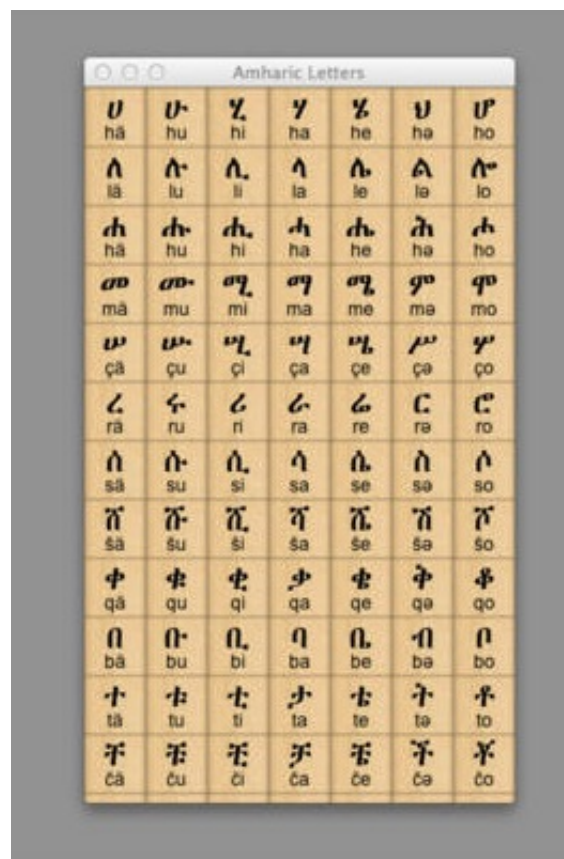 Amharic Letters
ሀ ሁ ሂ ሃ ሄ ህ ሆ
hä hu hi ha he hə ho
ለ ሉ ሊ ላ ሌ ል ሎ
lä lu li la le lə lo
ሐ ሑ ሒ ሓ ሔ ሕ ሖ
hä hu hi ha he hə ho
መ ሙ ሚ ማ ሜ ም ሞ
mä mu mi ma me mə mo
ሠ ሡ ሢ ሣ ሤ ሥ ሦ
çä çu çi ça çe çə ço
ረ ሩ ሪ ራ ሬ ር ሮ
rä ru ri ra re rə ro
ሰ ሱ ሲ ሳ ሴ ስ ሶ
sä su si sa se sə so
ሸ ሹ ሺ ሻ ሼ ሽ ሾ
šä šu ši ša še šə šo
ቀ ቁ ቂ ቃ ቄ ቅ ቆ
qä qu qi qa qe qə qo
በ ቡ ቢ ባ ቤ ብ ቦ
bä bu bi ba be bə bo
ተ ቱ ቲ ታ ቴ ት ቶ
tä tu ti ta te tə to
ቸ ቹ ቺ ቻ ቼ ች ቾ
čä ču či ča če čə čo